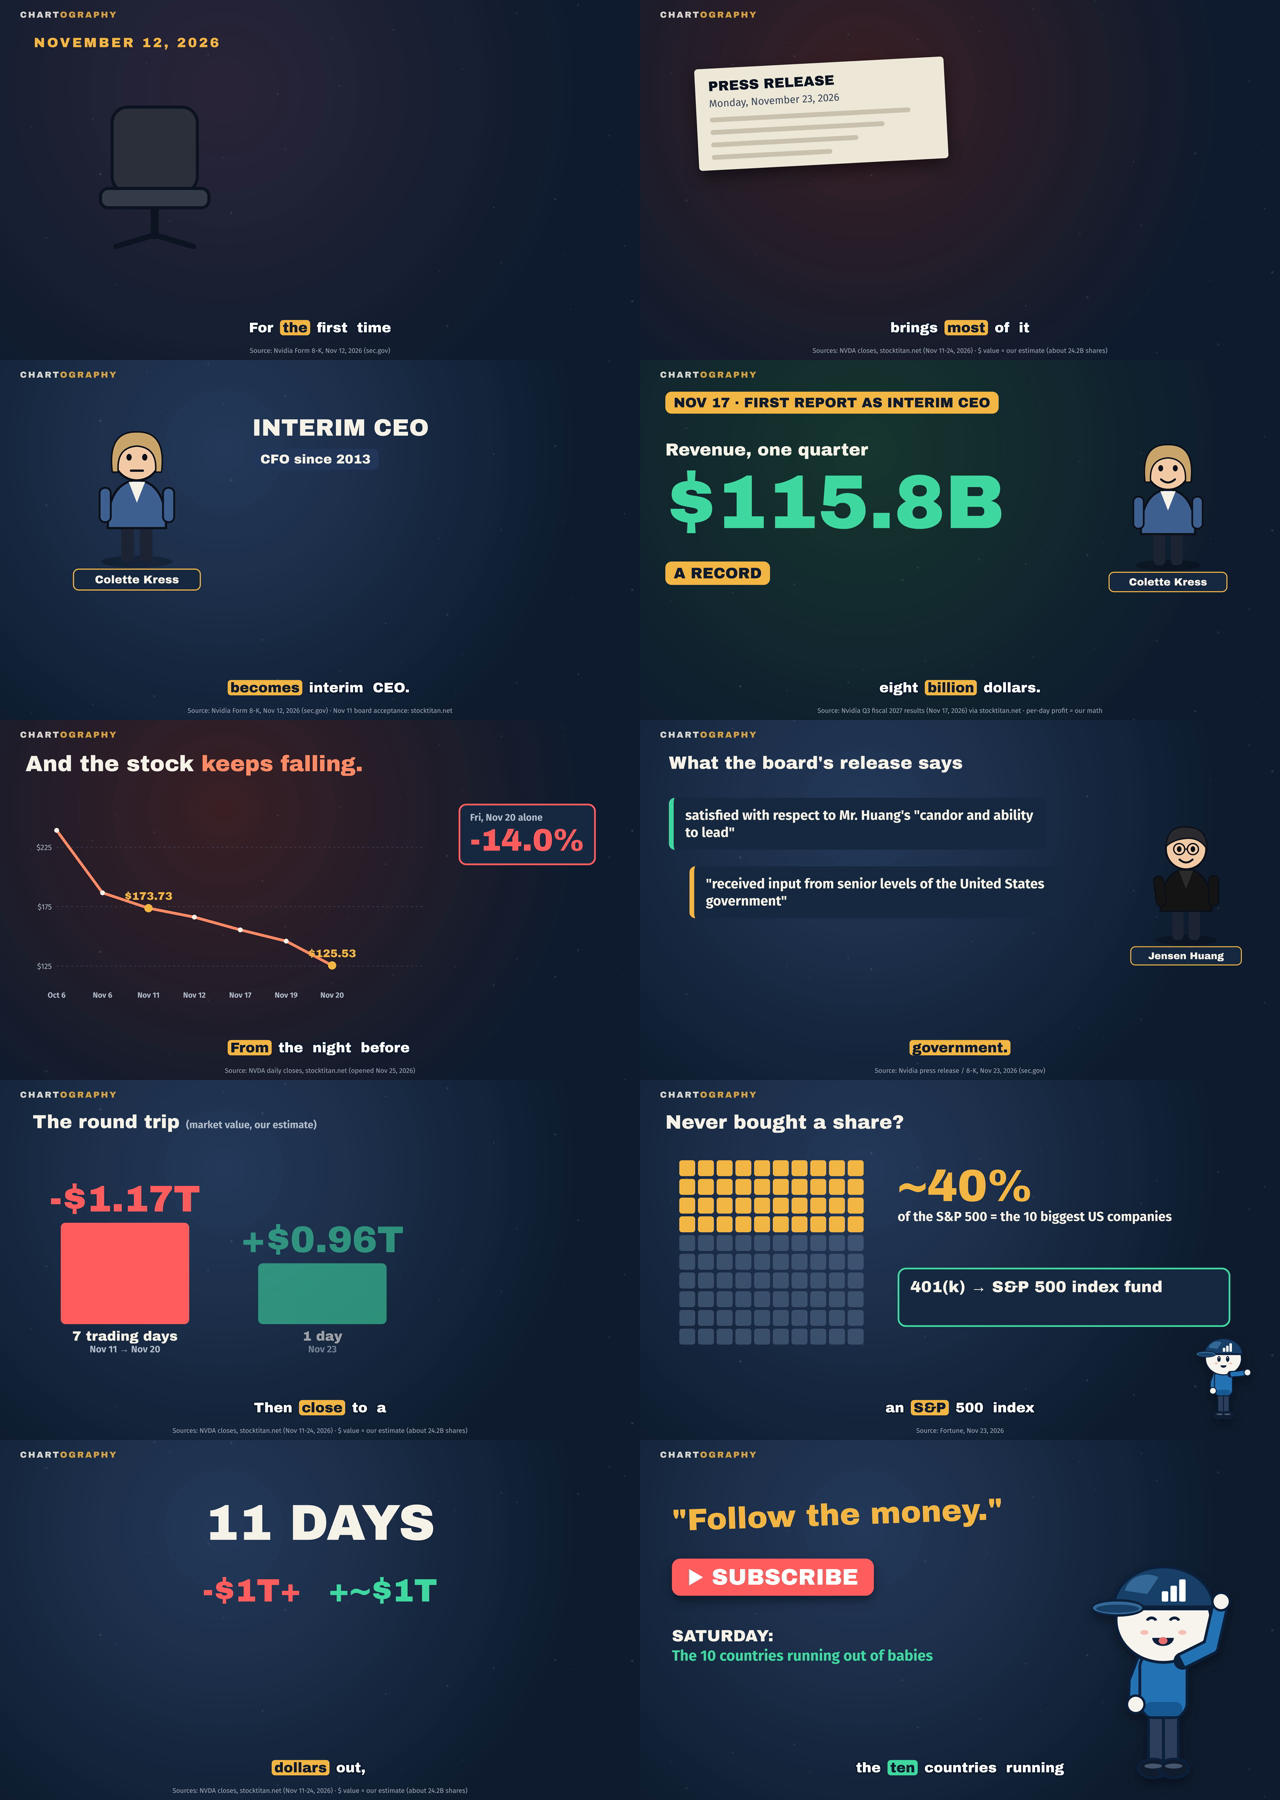 CHARTOGRAPHY
NOVEMBER 12, 2026
For the first time
Source: Nvidia Form 8-K, Nov 12, 2026 (sec.gov)
CHARTOGRAPHY
PRESS RELEASE
Monday, November 23, 2026
brings most of it
Sources: NVDA closes, stocktitan.net (Nov 11-24, 2026) · $ value = our estimate (about 24.2B shares)
CHARTOGRAPHY
INTERIM CEO
CFO since 2013
Colette Kress
becomes interim CEO.
Source: Nvidia Form 8-K, Nov 12, 2026 (sec.gov) · Nov 11 board acceptance: stocktitan.net
CHARTOGRAPHY
NOV 17 · FIRST REPORT AS INTERIM CEO
Revenue, one quarter
$115.8B
A RECORD
Colette Kress
eight billion dollars.
Source: Nvidia Q3 fiscal 2027 results (Nov 17, 2026) via stocktitan.net · per-day profit = our math
CHARTOGRAPHY
And the stock keeps falling.
Fri, Nov 20 alone
-14.0%
$225
$173.73
$175
$125.53
$125
Oct 6 Nov 6 Nov 11 Nov 12 Nov 17 Nov 19 Nov 20
From the night before
Source: NVDA daily closes, stocktitan.net (opened Nov 25, 2026)
CHARTOGRAPHY
What the board's release says
satisfied with respect to Mr. Huang's "candor and ability
to lead"
"received input from senior levels of the United States
government"
Jensen Huang
government.
Source: Nvidia press release / 8-K, Nov 23, 2026 (sec.gov)
CHARTOGRAPHY
The round trip (market value, our estimate)
-$1.17T
+$0.96T
7 trading days
Nov 11 → Nov 20
1 day
Nov 23
Then close to a
Sources: NVDA closes, stocktitan.net (Nov 11-24, 2026) · $ value = our estimate (about 24.2B shares)
CHARTOGRAPHY
Never bought a share?
~40%
of the S&P 500 = the 10 biggest US companies
401(k) → S&P 500 index fund
an S&P 500 index
Source: Fortune, Nov 23, 2026
CHARTOGRAPHY
11 DAYS
-$1T+ +~$1T
dollars out,
Sources: NVDA closes, stocktitan.net (Nov 11-24, 2026) · $ value = our estimate (about 24.2B shares)
CHARTOGRAPHY
"Follow the money."
SUBSCRIBE
SATURDAY:
The 10 countries running out of babies
the ten countries running